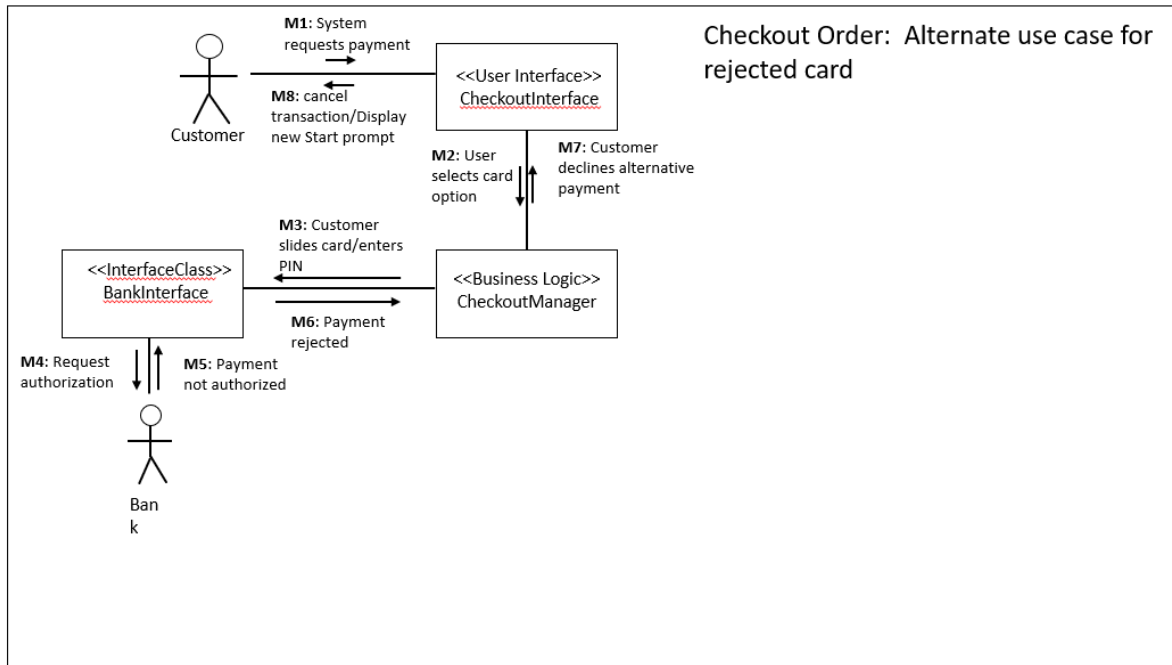 Checkout Order: Alternate use case for
rejected card
M1: System
requests payment
Customer
M8: cancel
transaction/Display
new Start prompt
<<User Interface>>
CheckoutInterface
M2: User
selects card
option
M7: Customer
declines alternative
payment
M3: Customer
slides card/enters
PIN
<<InterfaceClass>>
BankInterface
<<Business Logic>>
CheckoutManager
M6: Payment
rejected
M4: Request
authorization
M5: Payment
not authorized
Ban
k